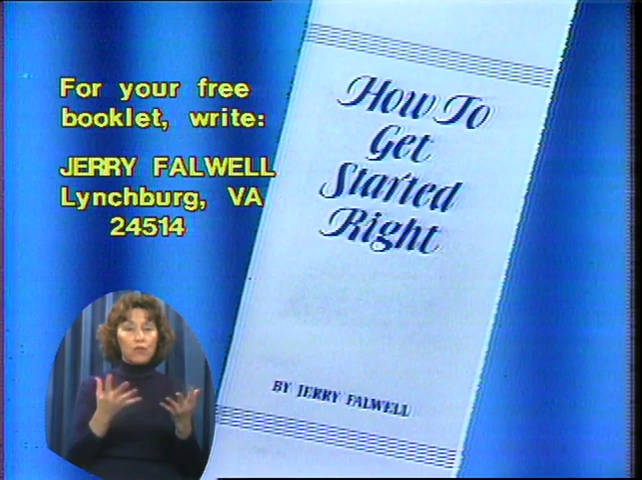 For your free
booklet, write:
JERRY FALWELL
Lynchburg, VA
24514
How To
Get
Started
Right
BY JERRY FALWELL